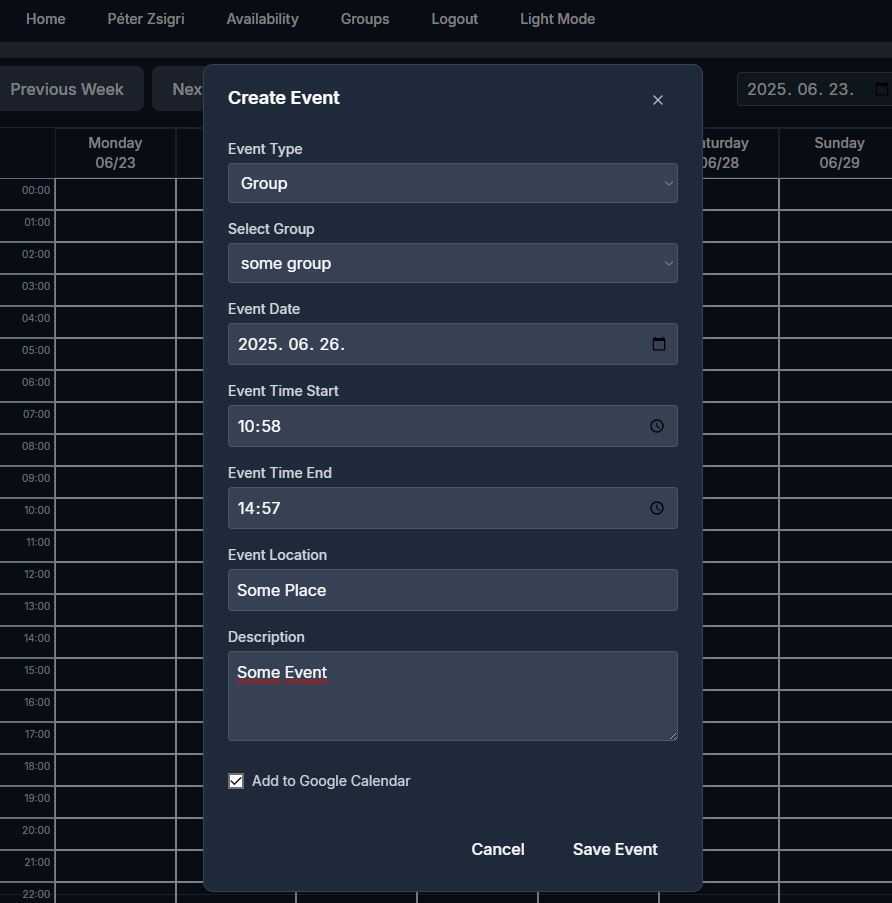 Home Péter Zsigri Availability Groups Logout Light Mode
Previous Week 2025. 06. 23.
Monday Sunday
06/23 06/28 06/29
Create Event
Event Type
Group
Select Group
some group
Event Date
2025. 06. 26.
Event Time Start
10:58
Event Time End
14:57
Event Location
Some Place
Description
Some Event
Add to Google Calendar
Cancel Save Event
00:00
01:00
02:00
03:00
04:00
05:00
06:00
07:00
08:00
09:00
10:00
11:00
12:00
13:00
14:00
15:00
16:00
17:00
18:00
19:00
20:00
21:00
22:00